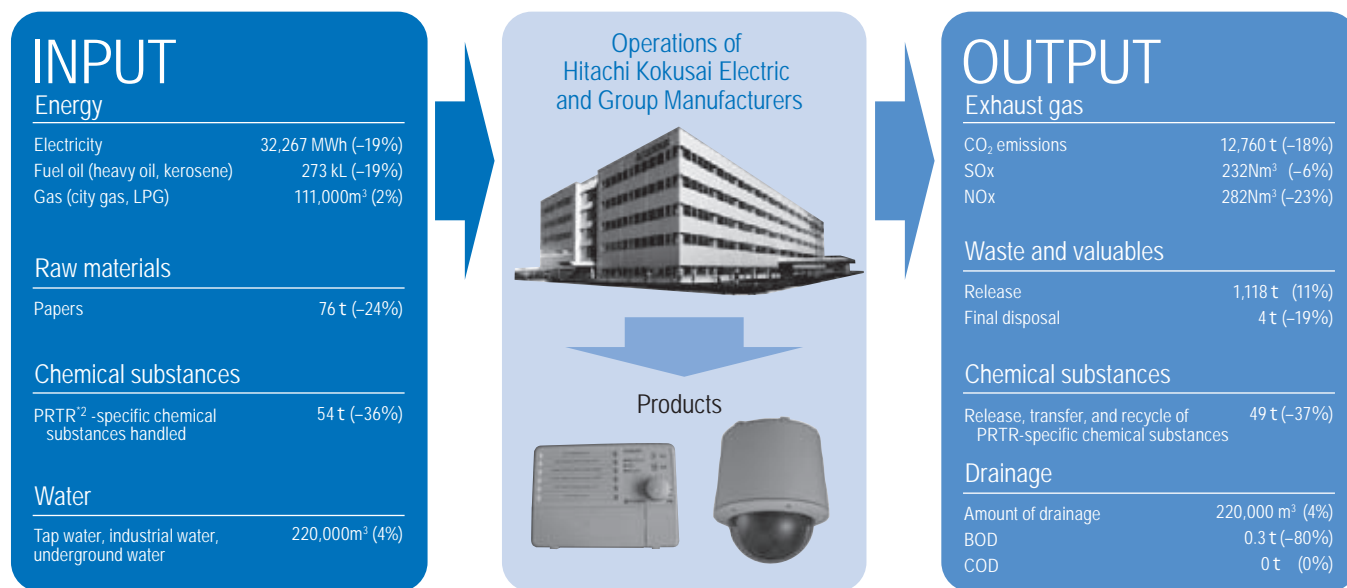 INPUT
Energy
Electricity 32,267 MWh (–19%)
Fuel oil (heavy oil, kerosene) 273 kL (–19%)
Gas (city gas, LPG) 111,000m³ (2%)
Raw materials
Papers 76 t (–24%)
Chemical substances
PRTR*2 -specific chemical 54 t (–36%)
substances handled
Water
Tap water, industrial water, 220,000m³ (4%)
underground water
Operations of
Hitachi Kokusai Electric
and Group Manufacturers
Products
OUTPUT
Exhaust gas
CO₂ emissions 12,760 t (–18%)
SOx 232Nm³ (–6%)
NOx 282Nm³ (–23%)
Waste and valuables
Release 1,118 t (11%)
Final disposal 4 t (–19%)
Chemical substances
Release, transfer, and recycle of 49 t (–37%)
PRTR-specific chemical substances
Drainage
Amount of drainage 220,000 m³ (4%)
BOD 0.3 t (–80%)
COD 0 t (0%)